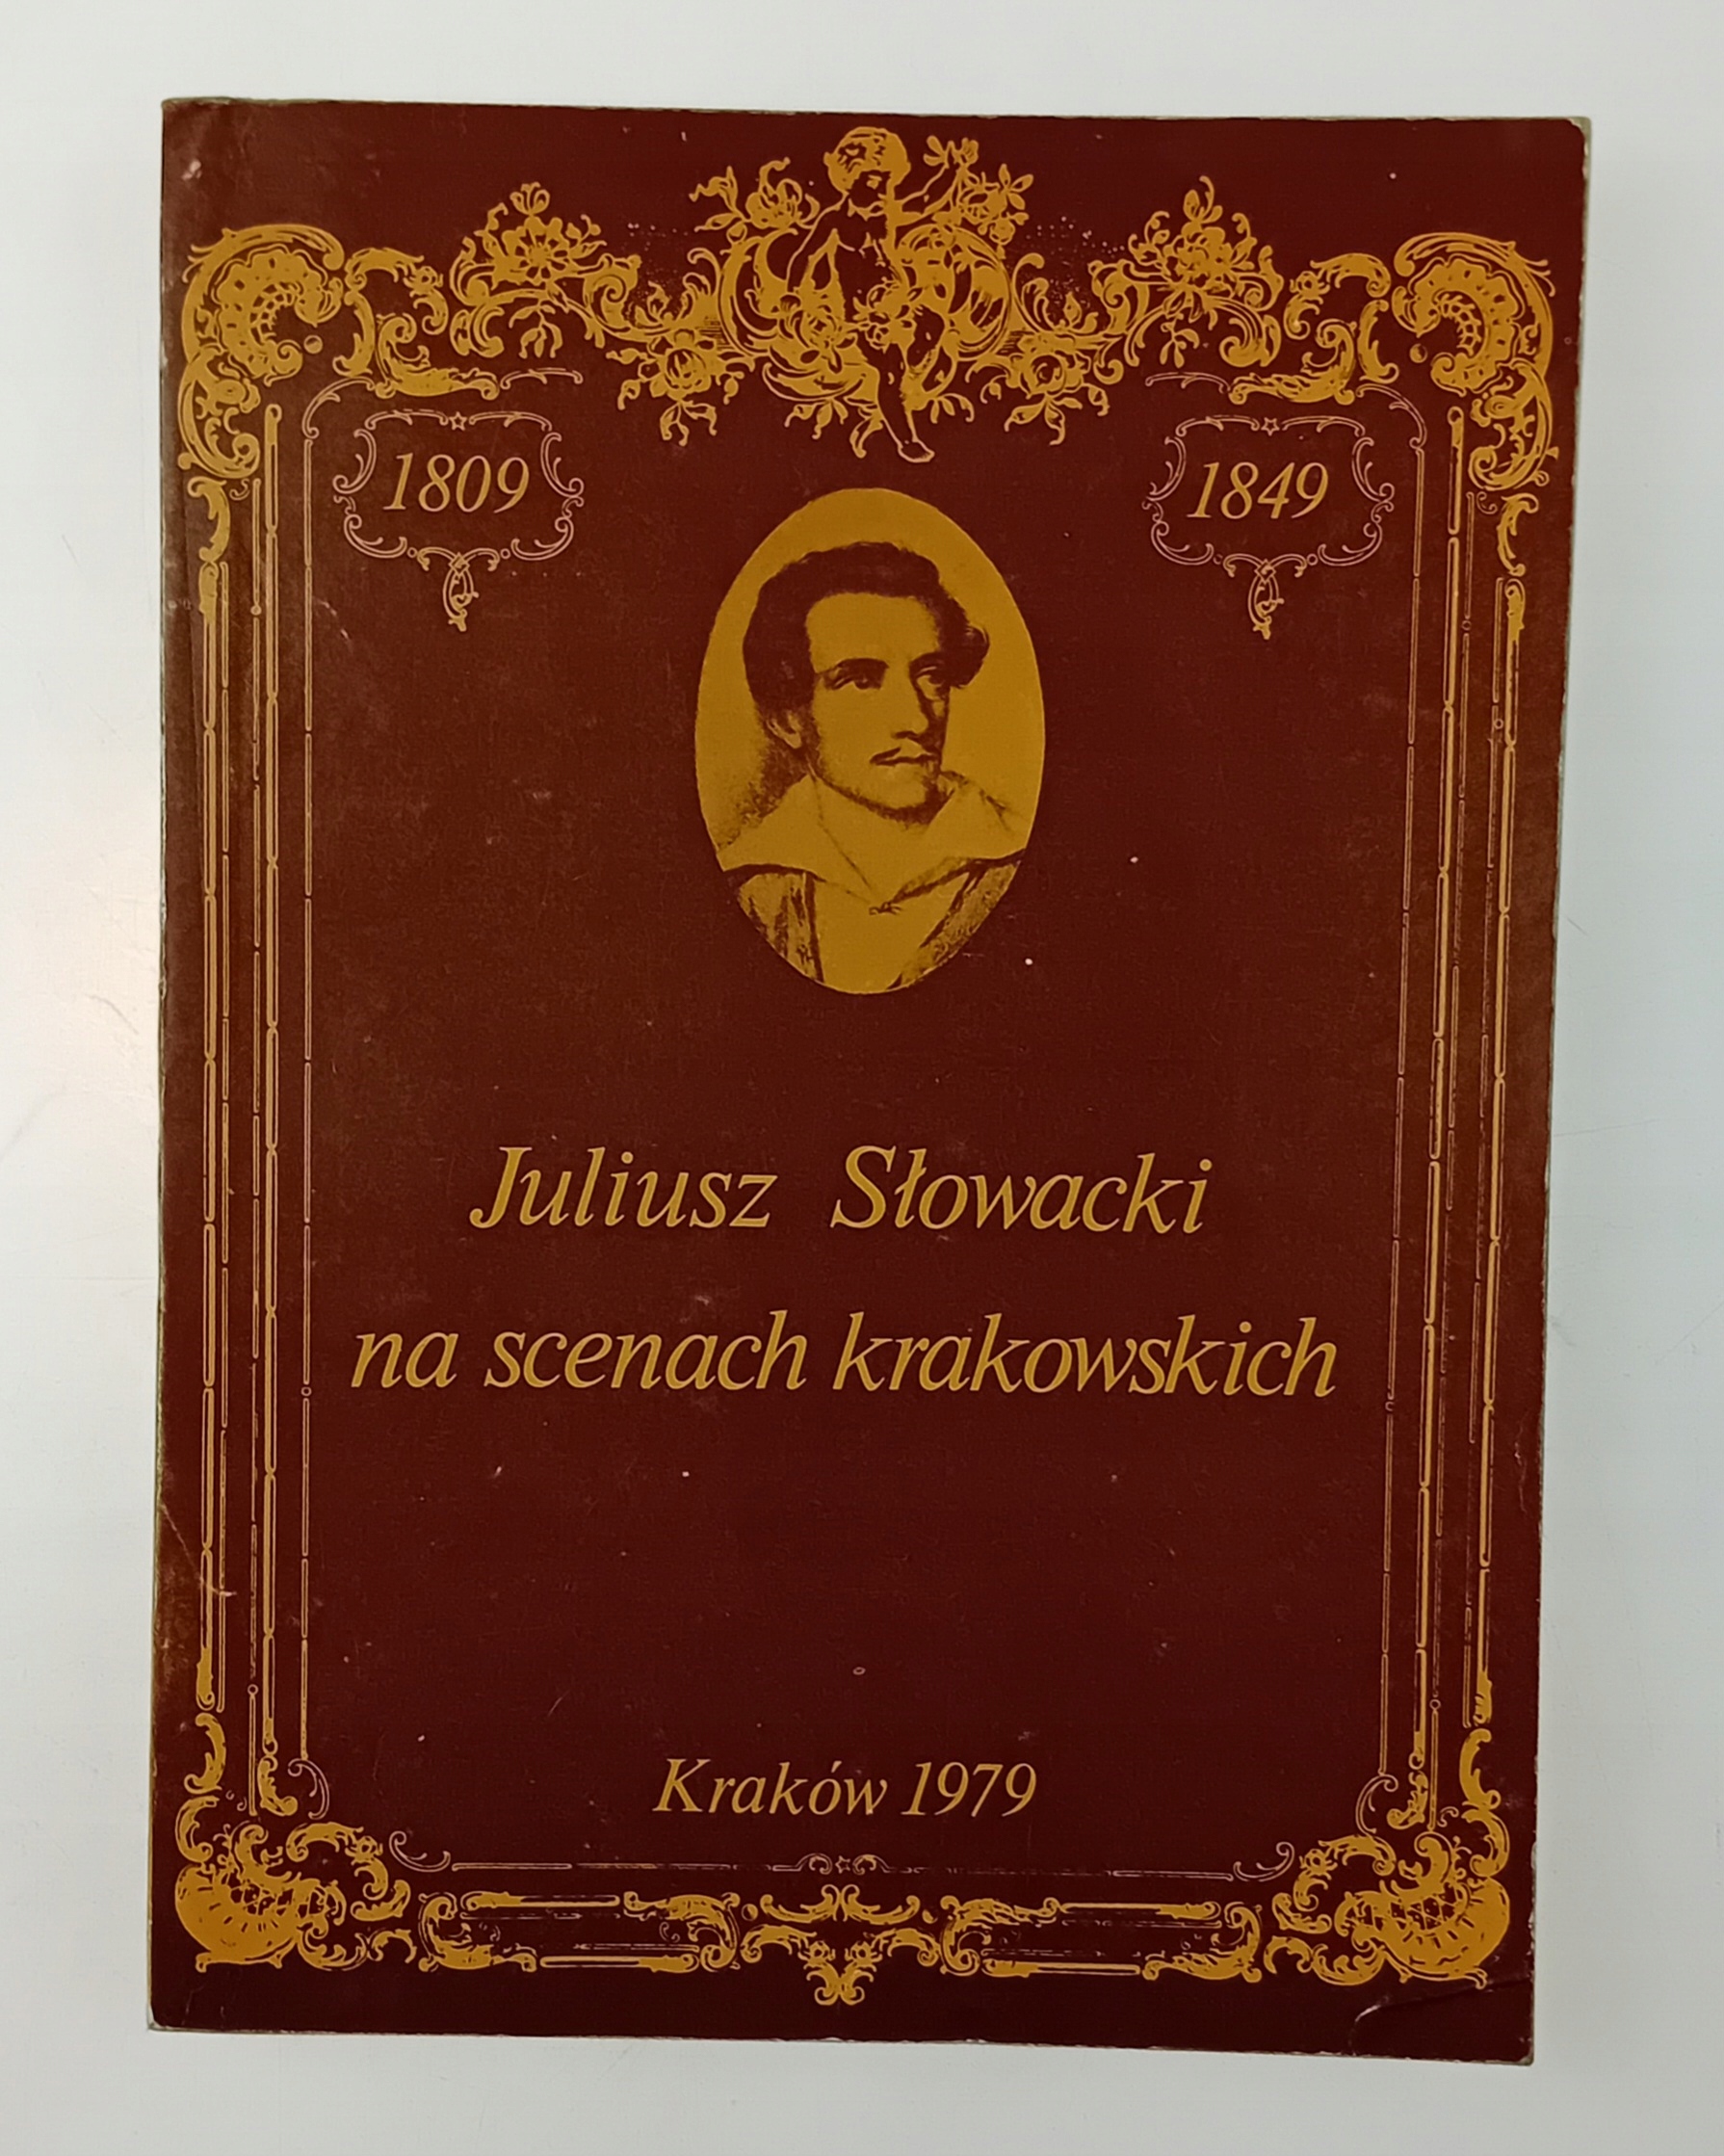 1809
1849
Juliusz Słowacki
na scenach krakowskich
Kraków 1979